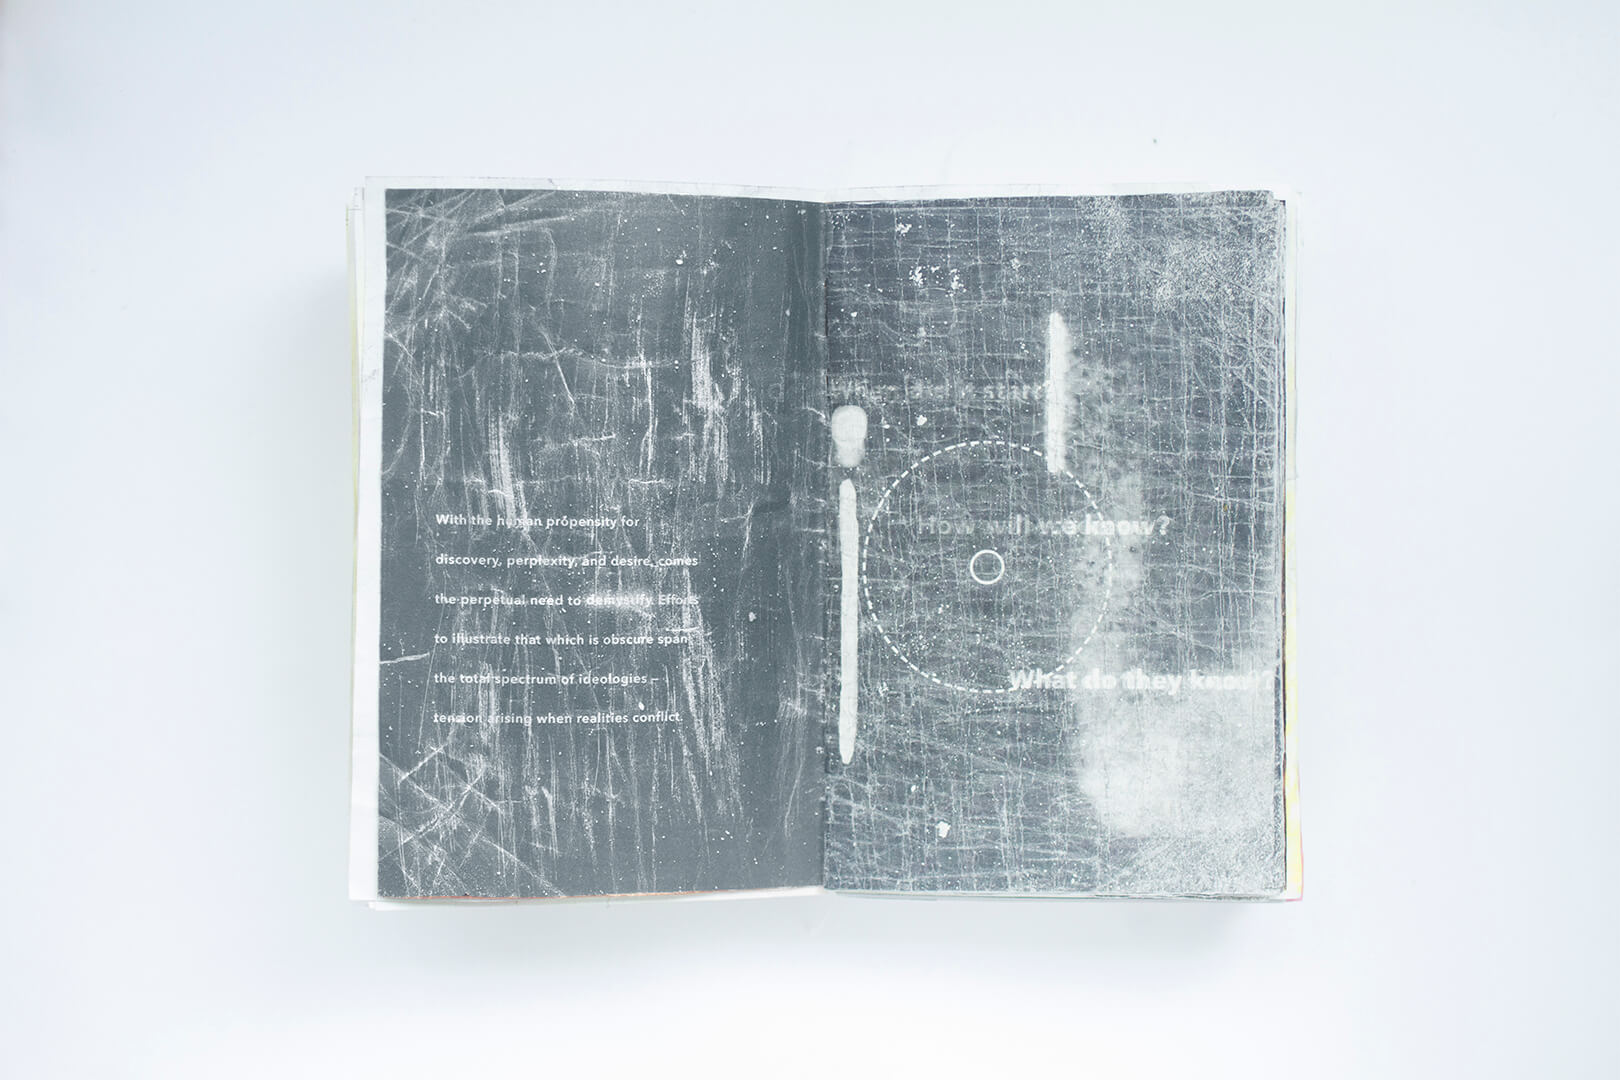 With the human propensity for
discovery, perplexity, and desire, comes
the perpetual need to demystify. Efforts
to illustrate that which is obscure span
the total spectrum of ideologies –
tension arising when realities conflict.
start?
How will we know?
What do they know?